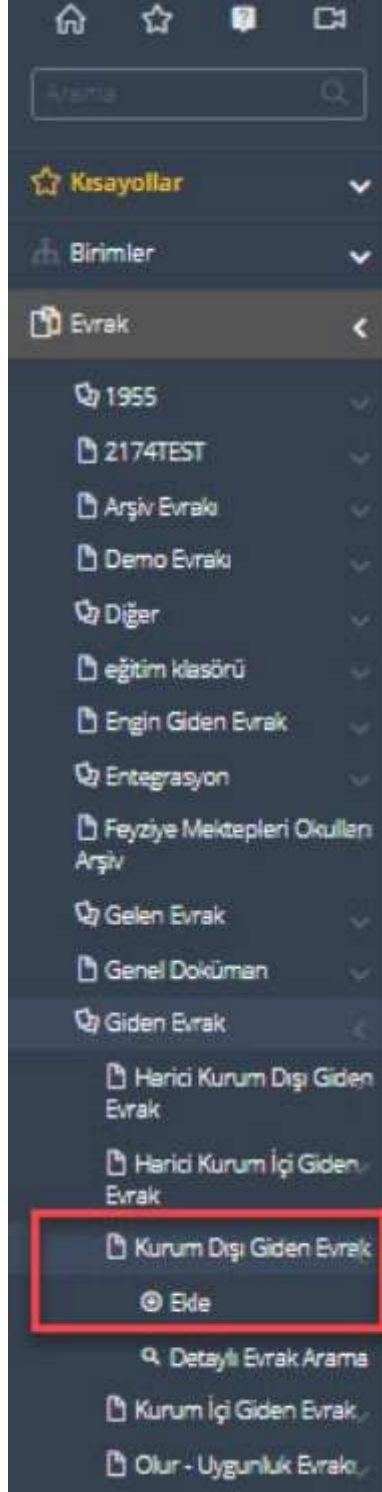 Arama
Kısayollar
Birimler
Evrak
1955
2174TEST
Arşiv Evrakı
Demo Evrakı
Diğer
eğitim klasörü
Engin Giden Evrak
Entegrasyon
Feyziye Mektepleri Okulları
Arşiv
Gelen Evrak
Genel Doküman
Giden Evrak
Harici Kurum Dışı Giden
Evrak
Harici Kurum İçi Giden
Evrak
Kurum Dışı Giden Evrak
Ekle
Detaylı Evrak Arama
Kurum İçi Giden Evrak
Olur - Uygunluk Evrakı